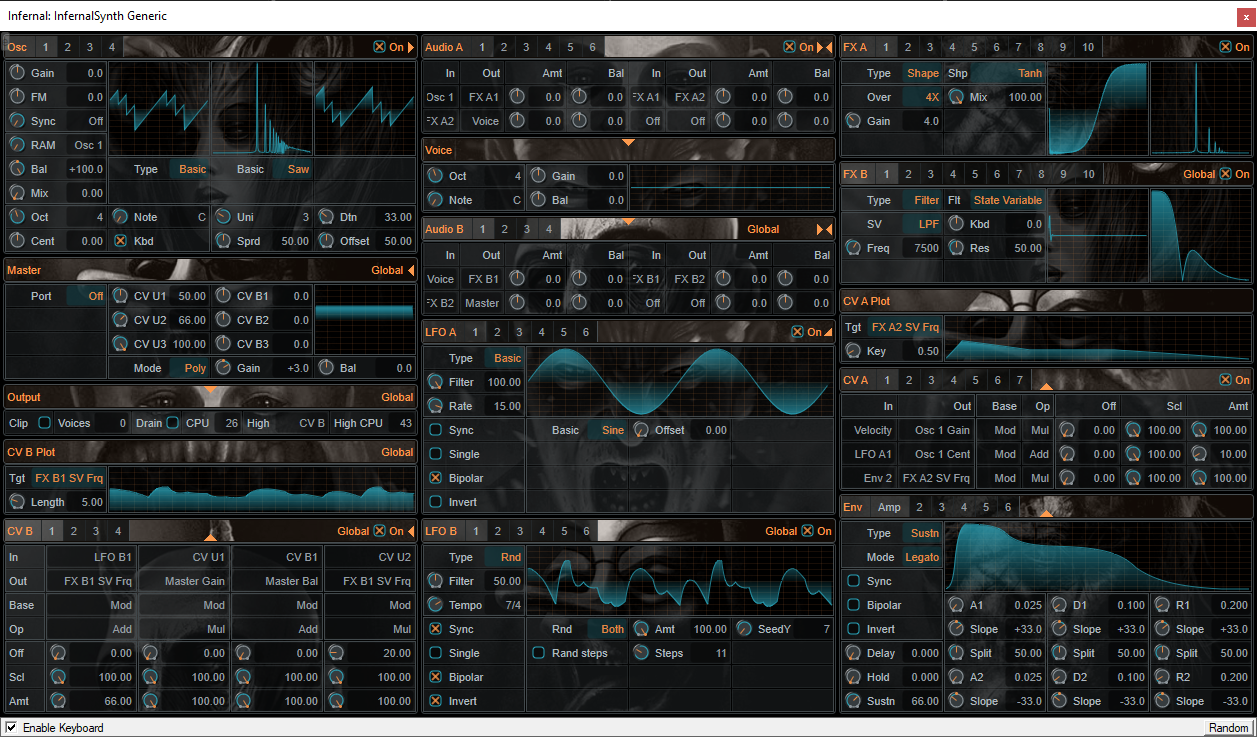 Infernal: InfernalSynth Generic
x
Osc 1 2 3 4 On
Gain 0.0
FM 0.0
Sync Off
RAM Osc 1
Bal +100.0 Type Basic Basic Saw
Mix 0.00
Oct 4 Note C Uni 3 Dtn 33.00
Cent 0.00 Kbd Sprd 50.00 Offset 50.00
Master Global
Port Off CV U1 50.00 CV B1 0.0
CV U2 66.00 CV B2 0.0
CV U3 100.00 CV B3 0.0
Mode Poly Gain +3.0 Bal 0.0
Output Global
Clip Voices 0 Drain CPU 26 High CV B High CPU 43
CV B Plot Global
Tgt FX B1 SV Frq
Length 5.00
CV B 1 2 3 4 Global On
In LFO B1 CV U1 CV B1 CV U2
Out FX B1 SV Frq Master Gain Master Bal FX B1 SV Frq
Base Mod Mod Mod Mod
Op Add Mul Add Mul
Off 0.00 0.00 0.00 20.00
Scl 100.00 100.00 100.00 100.00
Amt 66.00 100.00 100.00 100.00
Audio A 1 2 3 4 5 6 On
In Out Amt Bal In Out Amt Bal
Osc 1 FX A1 0.0 0.0 FX A1 FX A2 0.0 0.0
FX A2 Voice 0.0 0.0 Off Off 0.0 0.0
Voice
Oct 4 Gain 0.0
Note C Bal 0.0
Audio B 1 2 3 4 Global
In Out Amt Bal In Out Amt Bal
Voice FX B1 0.0 0.0 FX B1 FX B2 0.0 0.0
FX B2 Master 0.0 0.0 Off Off 0.0 0.0
LFO A 1 2 3 4 5 6 On
Type Basic
Filter 100.00
Rate 15.00
Sync Basic Sine Offset 0.00
Single
Bipolar
Invert
LFO B 1 2 3 4 5 6 Global On
Type Rnd
Filter 50.00
Tempo 7/4
Sync Rnd Both Amt 100.00 SeedY 7
Single Rand steps Steps 11
Bipolar
Invert
FX A 1 2 3 4 5 6 7 8 9 10 On
Type Shape Shp Tanh
Over 4X Mix 100.00
Gain 4.0
FX B 1 2 3 4 5 6 7 8 9 10 Global On
Type Filter Flt State Variable
SV LPF Kbd 0.0
Freq 7500 Res 50.00
CV A Plot
Tgt FX A2 SV Frq
Key 0.50
CV A 1 2 3 4 5 6 7 On
In Out Base Op Off Scl Amt
Velocity Osc 1 Gain Mod Mul 0.00 100.00 100.00
LFO A1 Osc 1 Cent Mod Add 0.00 100.00 10.00
Env 2 FX A2 SV Frq Mod Mul 0.00 100.00 100.00
Env Amp 2 3 4 5 6
Type Sustn
Mode Legato
Sync
Bipolar A1 0.025 D1 0.100 R1 0.200
Invert Slope +33.0 Slope +33.0 Slope +33.0
Delay 0.000 Split 50.00 Split 50.00 Split 50.00
Hold 0.000 A2 0.025 D2 0.100 R2 0.200
Sustn 66.00 Slope -33.0 Slope -33.0 Slope -33.0
Enable Keyboard Random